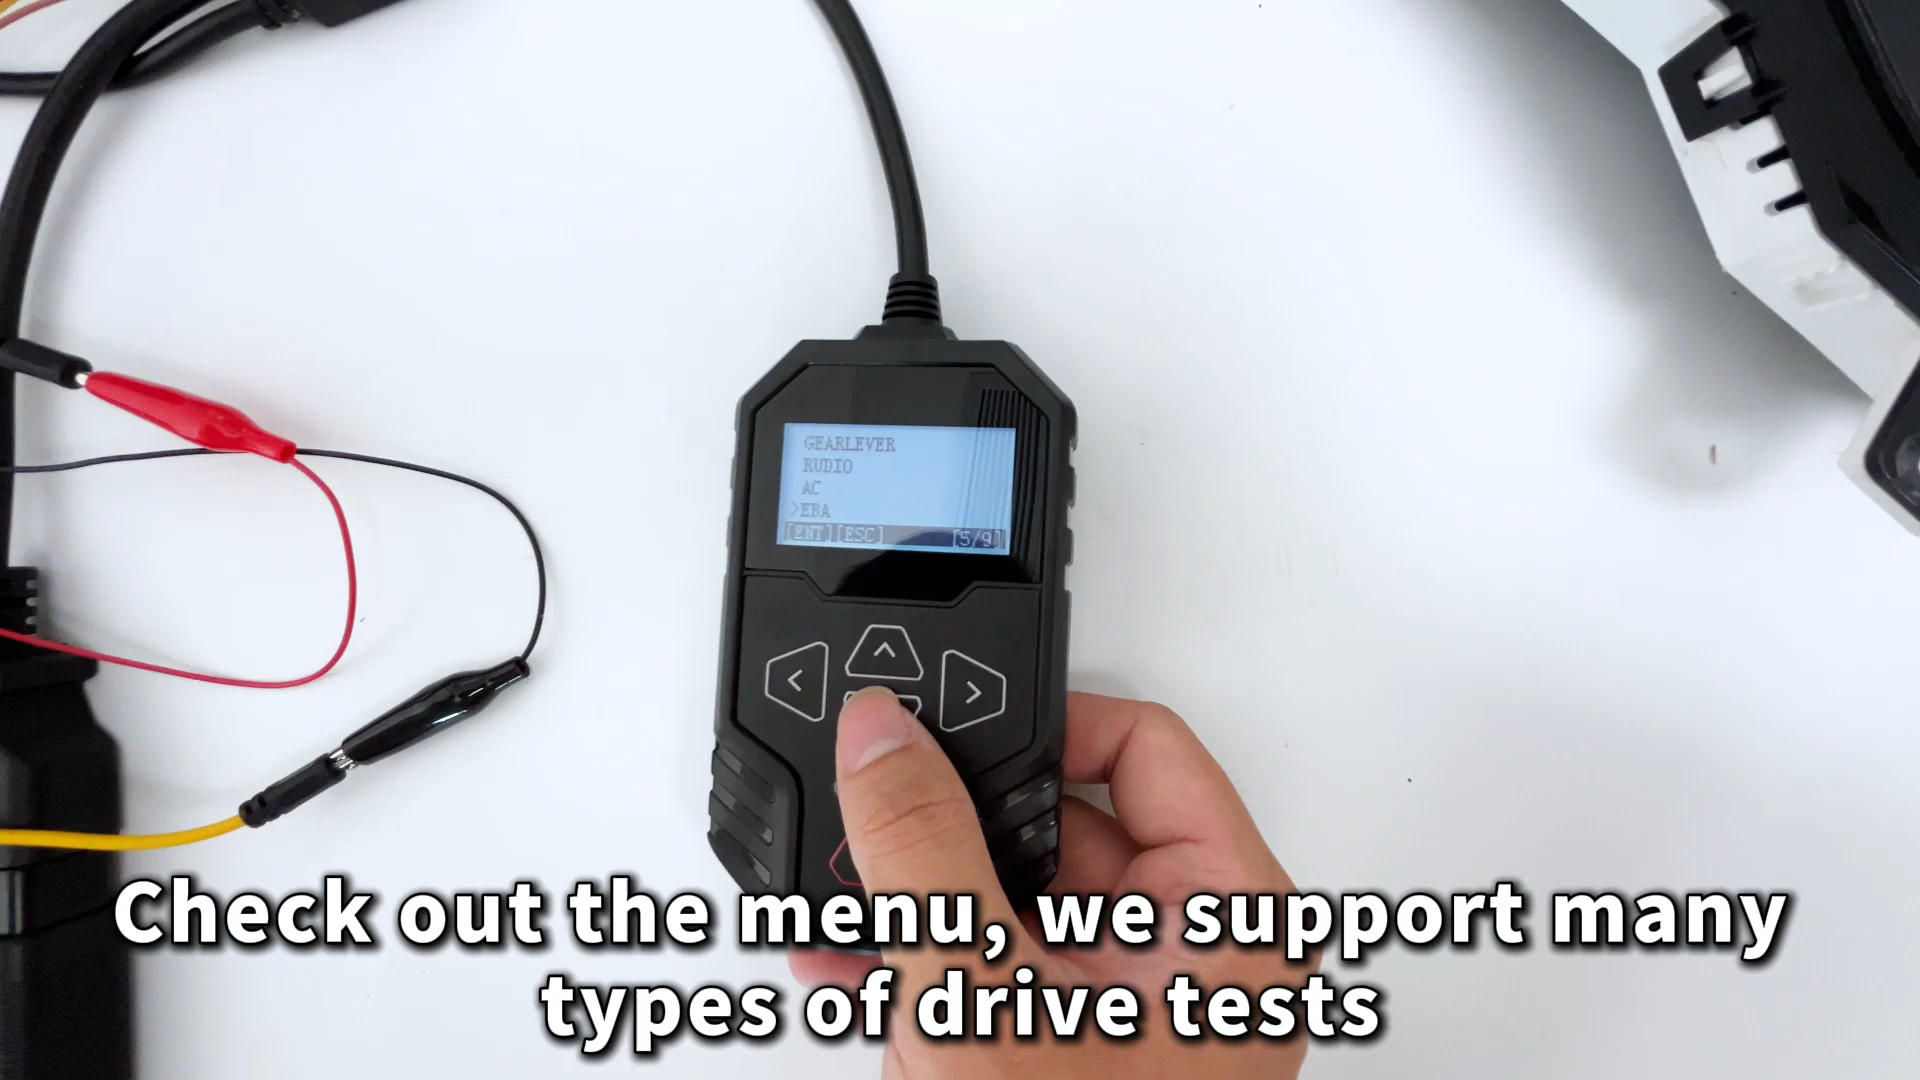 GEARLEVER
RUDIO
AC
>EBA
[ENT][ESC] [5/9]
Check out the menu, we support many
types of drive tests